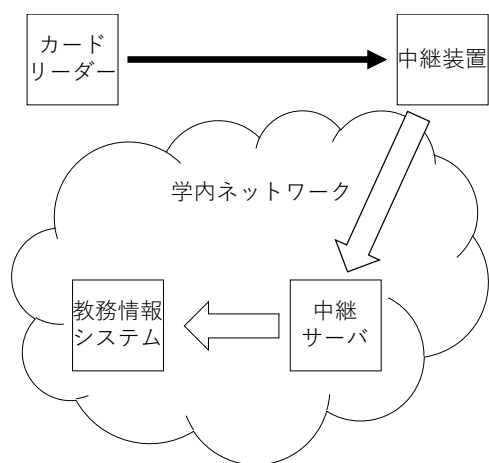 カード
リーダー
中継装置
学内ネットワーク
教務情報
システム
中継
サーバ